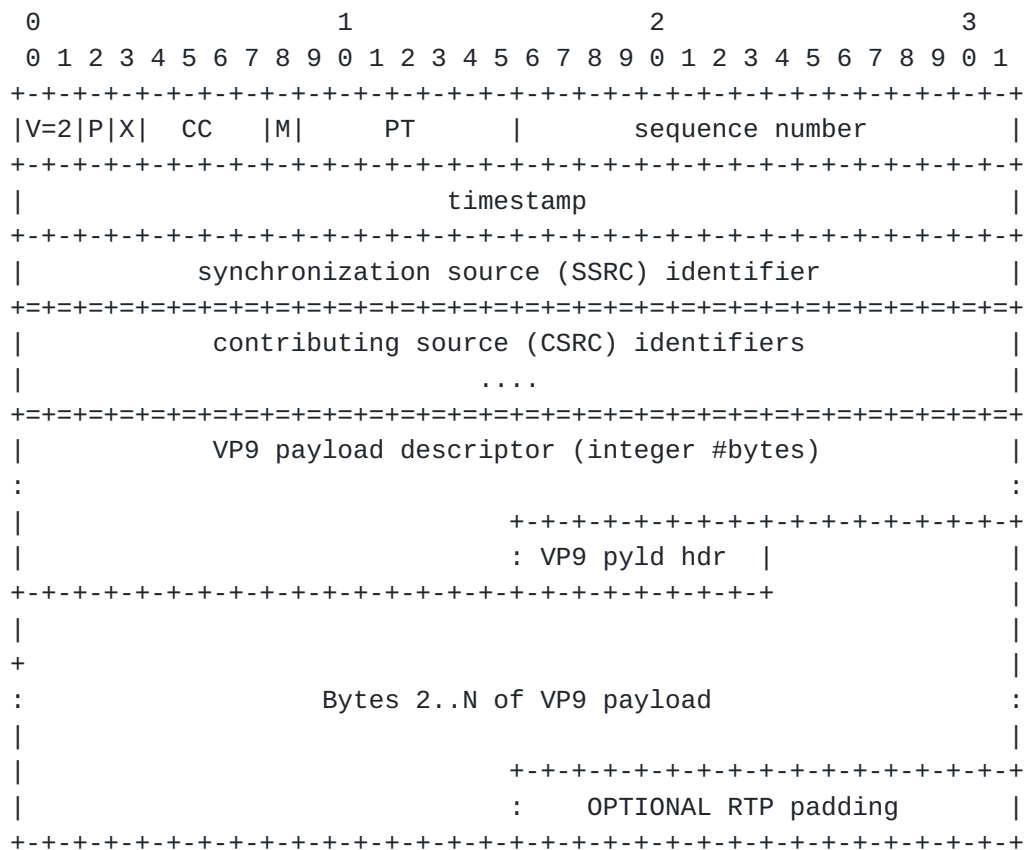 0                   1                   2                   3
 0 1 2 3 4 5 6 7 8 9 0 1 2 3 4 5 6 7 8 9 0 1 2 3 4 5 6 7 8 9 0 1
+-+-+-+-+-+-+-+-+-+-+-+-+-+-+-+-+-+-+-+-+-+-+-+-+-+-+-+-+-+-+-+-+
|V=2|P|X|  CC   |M|     PT      |       sequence number         |
+-+-+-+-+-+-+-+-+-+-+-+-+-+-+-+-+-+-+-+-+-+-+-+-+-+-+-+-+-+-+-+-+
|                           timestamp                           |
+-+-+-+-+-+-+-+-+-+-+-+-+-+-+-+-+-+-+-+-+-+-+-+-+-+-+-+-+-+-+-+-+
|           synchronization source (SSRC) identifier            |
+=+=+=+=+=+=+=+=+=+=+=+=+=+=+=+=+=+=+=+=+=+=+=+=+=+=+=+=+=+=+=+=+
|            contributing source (CSRC) identifiers             |
|                             ....                              |
+=+=+=+=+=+=+=+=+=+=+=+=+=+=+=+=+=+=+=+=+=+=+=+=+=+=+=+=+=+=+=+=+
|            VP9 payload descriptor (integer #bytes)            |
:                                                               :
|                               +-+-+-+-+-+-+-+-+-+-+-+-+-+-+-+-+
|                               : VP9 pyld hdr  |               |
+-+-+-+-+-+-+-+-+-+-+-+-+-+-+-+-+-+-+-+-+-+-+-+-+               |
|                                                               |
+                                                               |
:                   Bytes 2..N of VP9 payload                   :
|                                                               |
|                               +-+-+-+-+-+-+-+-+-+-+-+-+-+-+-+-+
|                               :    OPTIONAL RTP padding       |
+-+-+-+-+-+-+-+-+-+-+-+-+-+-+-+-+-+-+-+-+-+-+-+-+-+-+-+-+-+-+-+-+